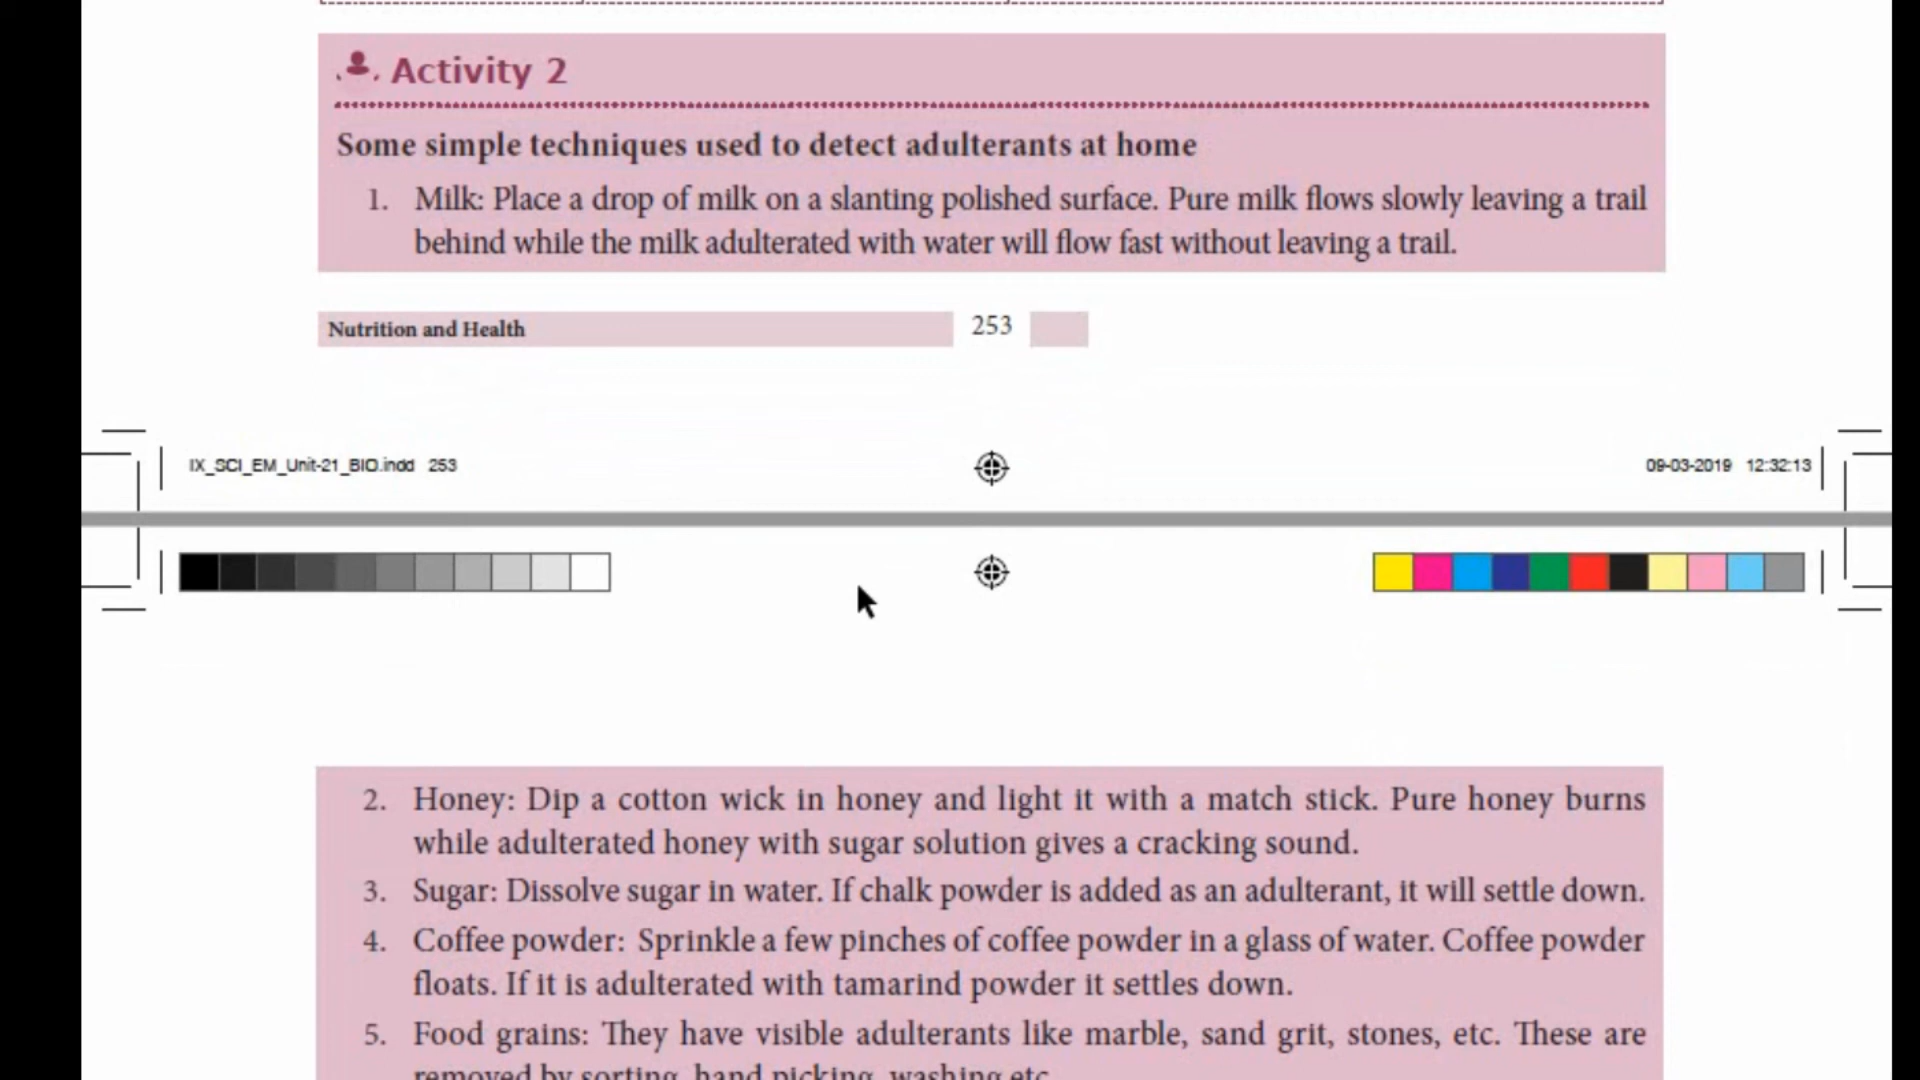 Activity 2
Some simple techniques used to detect adulterants at home
1. Milk: Place a drop of milk on a slanting polished surface. Pure milk flows slowly leaving a trail
behind while the milk adulterated with water will flow fast without leaving a trail.
Nutrition and Health 253
IX_SCI_EM_Unit-21_BIO.indd 253 09-03-2019 12:32:13
2. Honey: Dip a cotton wick in honey and light it with a match stick. Pure honey burns
while adulterated honey with sugar solution gives a cracking sound.
3. Sugar: Dissolve sugar in water. If chalk powder is added as an adulterant, it will settle down.
4. Coffee powder: Sprinkle a few pinches of coffee powder in a glass of water. Coffee powder
floats. If it is adulterated with tamarind powder it settles down.
5. Food grains: They have visible adulterants like marble, sand grit, stones, etc. These are
removed by sorting, hand picking, washing etc.